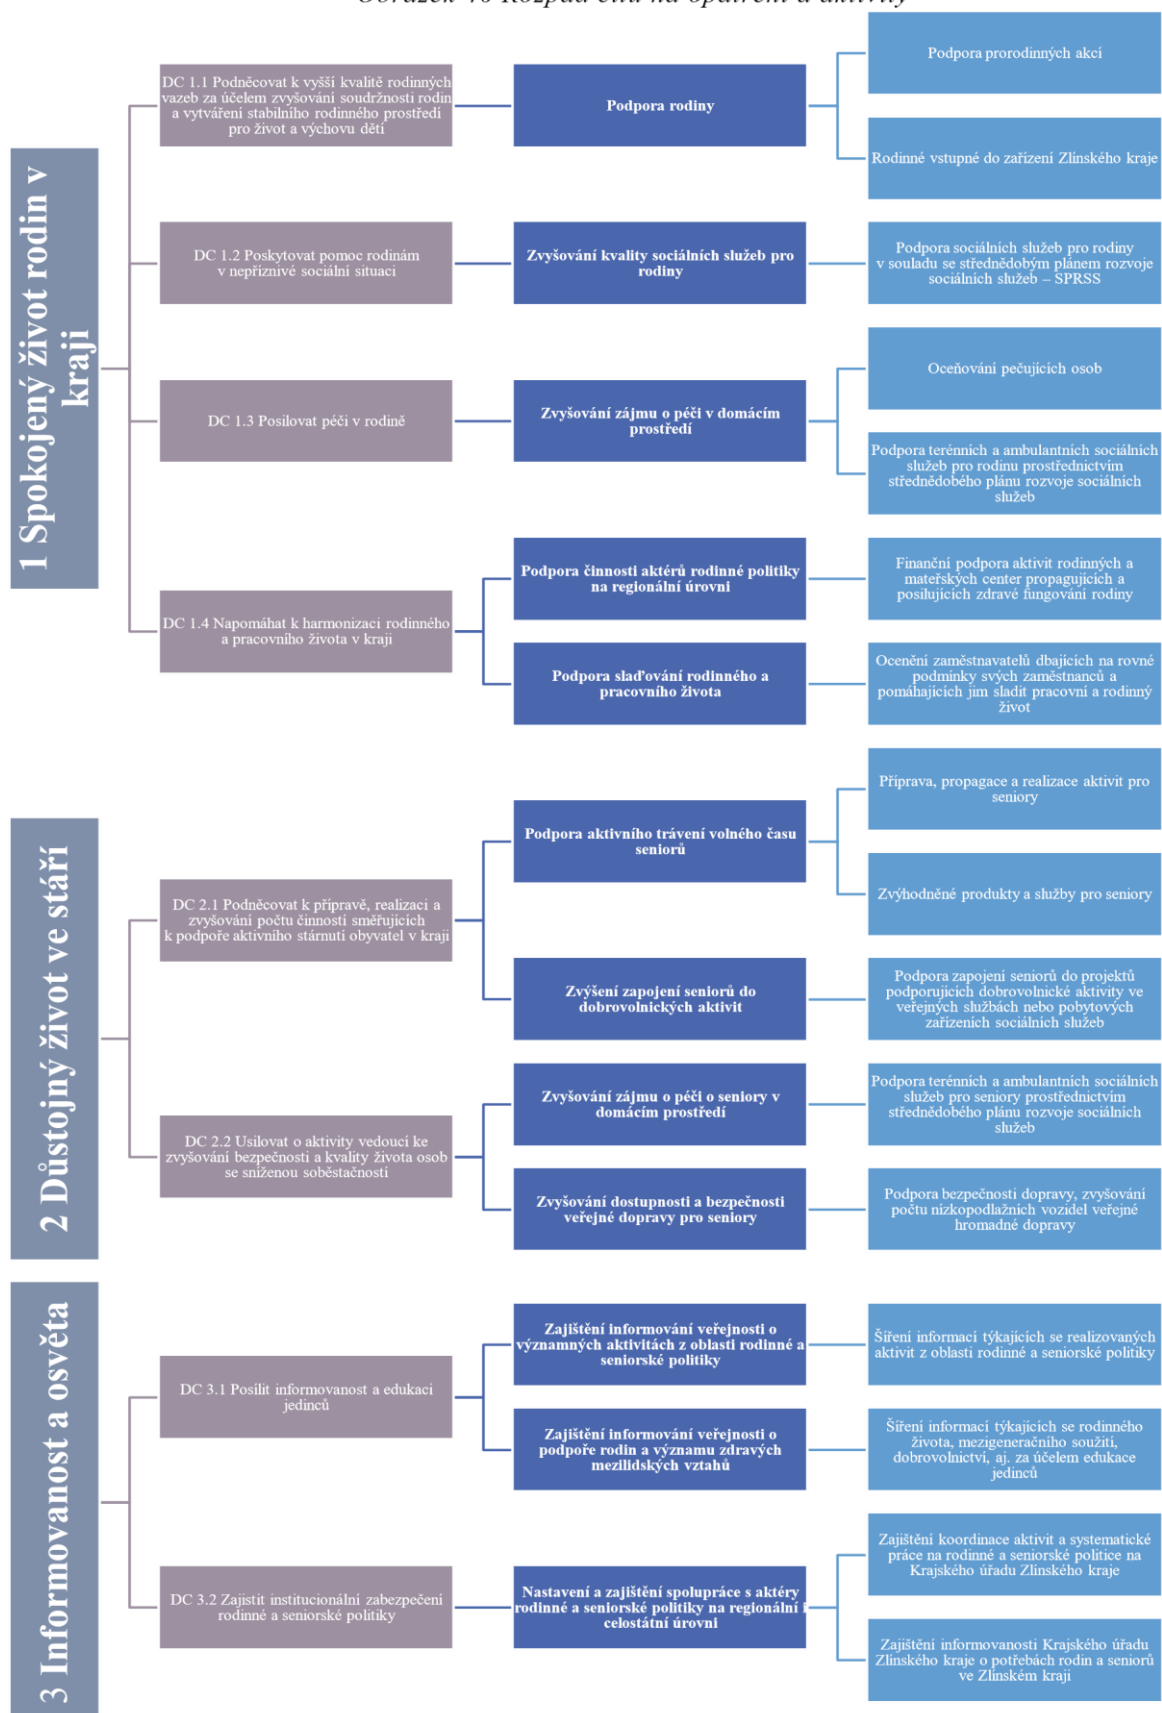 Obrázek 40 Rozpad cílů na opatření a aktivity
1 Spokojený život rodin v
kraji
DC 1.1 Podněcovat k vyšší kvalitě rodinných
vazeb za účelem zvyšování soudržnosti rodin
a vytváření stabilního rodinného prostředí
pro život a výchovu dětí
Podpora rodiny
Podpora prorodinných akcí
Rodinné vstupné do zařízení Zlínského kraje
DC 1.2 Poskytovat pomoc rodinám
v nepříznivé sociální situaci
Zvyšování kvality sociálních služeb pro
rodiny
Podpora sociálních služeb pro rodiny
v souladu se střednědobým plánem rozvoje
sociálních služeb – SPRSS
DC 1.3 Posilovat péči v rodině
Zvyšování zájmu o péči v domácím
prostředí
Oceňování pečujících osob
Podpora terénních a ambulantních sociálních
služeb pro rodinu prostřednictvím
střednědobého plánu rozvoje sociálních
služeb
DC 1.4 Napomáhat k harmonizaci rodinného
a pracovního života v kraji
Podpora činnosti aktérů rodinné politiky
na regionální úrovni
Finanční podpora aktivit rodinných a
mateřských center propagujících a
posilujících zdravé fungování rodiny
Podpora slaďování rodinného a
pracovního života
Ocenění zaměstnavatelů dbajících na rovné
podmínky svých zaměstnanců a
pomáhajících jim sladit pracovní a rodinný
život
2 Důstojný život ve stáří
DC 2.1 Podněcovat k přípravě, realizaci a
zvyšování počtu činností směřujících
k podpoře aktivního stárnutí obyvatel v kraji
Podpora aktivního trávení volného času
seniorů
Příprava, propagace a realizace aktivit pro
seniory
Zvýhodněné produkty a služby pro seniory
Zvýšení zapojení seniorů do
dobrovolnických aktivit
Podpora zapojení seniorů do projektů
podporujících dobrovolnické aktivity ve
veřejných službách nebo pobytových
zařízeních sociálních služeb
DC 2.2 Usilovat o aktivity vedoucí ke
zvyšování bezpečnosti a kvality života osob
se sníženou soběstačností
Zvyšování zájmu o péči o seniory v
domácím prostředí
Podpora terénních a ambulantních sociálních
služeb pro seniory prostřednictvím
střednědobého plánu rozvoje sociálních
služeb
Zvyšování dostupnosti a bezpečnosti
veřejné dopravy pro seniory
Podpora bezpečnosti dopravy, zvyšování
počtu nízkopodlažních vozidel veřejné
hromadné dopravy
3 Informovanost a osvěta
DC 3.1 Posílit informovanost a edukaci
jedinců
Zajištění informování veřejnosti o
významných aktivitách z oblasti rodinné a
seniorské politiky
Šíření informací týkajících se realizovaných
aktivit z oblasti rodinné a seniorské politiky
Zajištění informování veřejnosti o
podpoře rodin a významu zdravých
mezilidských vztahů
Šíření informací týkajících se rodinného
života, mezigeneračního soužití,
dobrovolnictví, aj. za účelem edukace
jedinců
DC 3.2 Zajistit institucionální zabezpečení
rodinné a seniorské politiky
Nastavení a zajištění spolupráce s aktéry
rodinné a seniorské politiky na regionální i
celostátní úrovni
Zajištění koordinace aktivit a systematické
práce na rodinné a seniorské politice na
Krajského úřadu Zlínského kraje
Zajištění informovanosti Krajského úřadu
Zlínského kraje o potřebách rodin a seniorů
ve Zlínském kraji